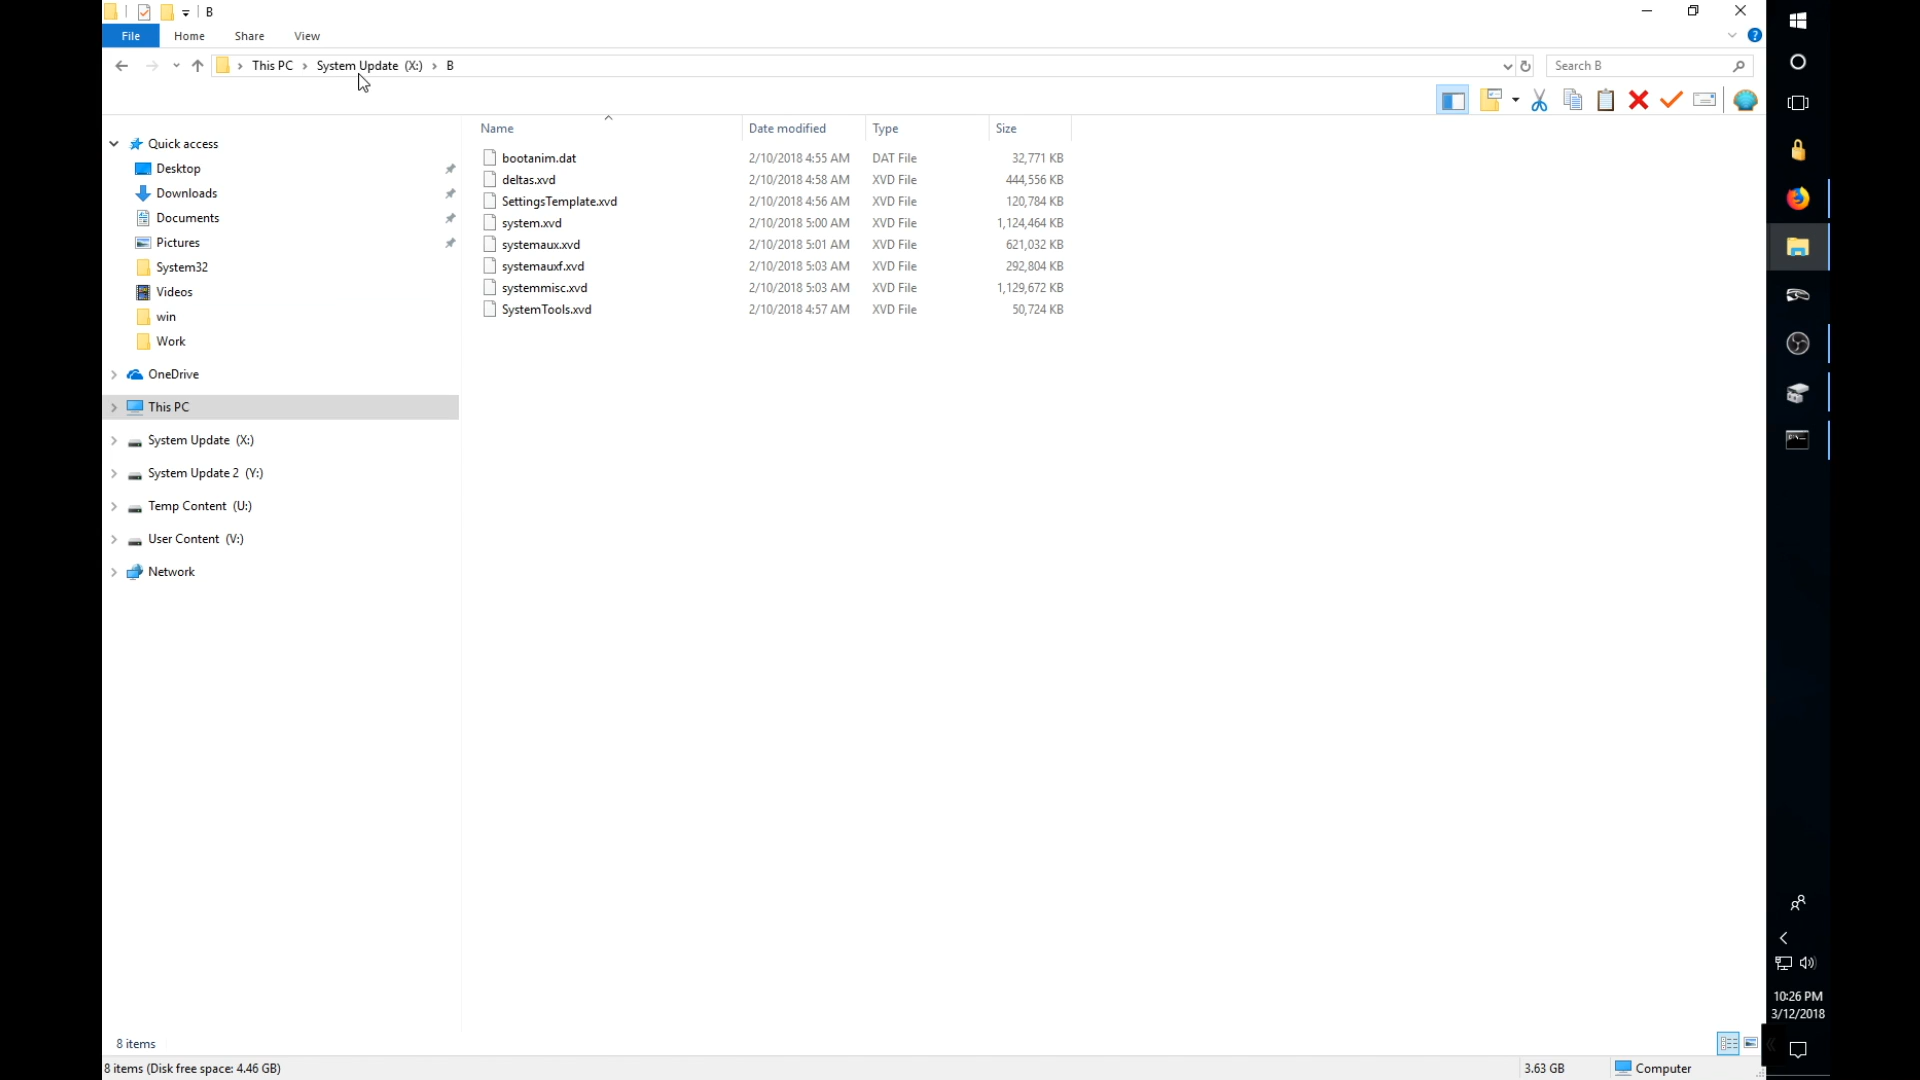 B
File Home Share View
This PC > System Update (X:) > B
Search B
Name Date modified Type Size
Quick access
Desktop
Downloads
Documents
Pictures
System32
Videos
win
Work
OneDrive
This PC
System Update (X:)
System Update 2 (Y:)
Temp Content (U:)
User Content (V:)
Network
bootanim.dat 2/10/2018 4:55 AM DAT File 32,771 KB
deltas.xvd 2/10/2018 4:58 AM XVD File 444,556 KB
SettingsTemplate.xvd 2/10/2018 4:56 AM XVD File 120,784 KB
system.xvd 2/10/2018 5:00 AM XVD File 1,124,464 KB
systemaux.xvd 2/10/2018 5:01 AM XVD File 621,032 KB
systemauxf.xvd 2/10/2018 5:03 AM XVD File 292,804 KB
systemmisc.xvd 2/10/2018 5:03 AM XVD File 1,129,672 KB
SystemTools.xvd 2/10/2018 4:57 AM XVD File 50,724 KB
10:26 PM
3/12/2018
8 items
8 items (Disk free space: 4.46 GB) 3.63 GB Computer